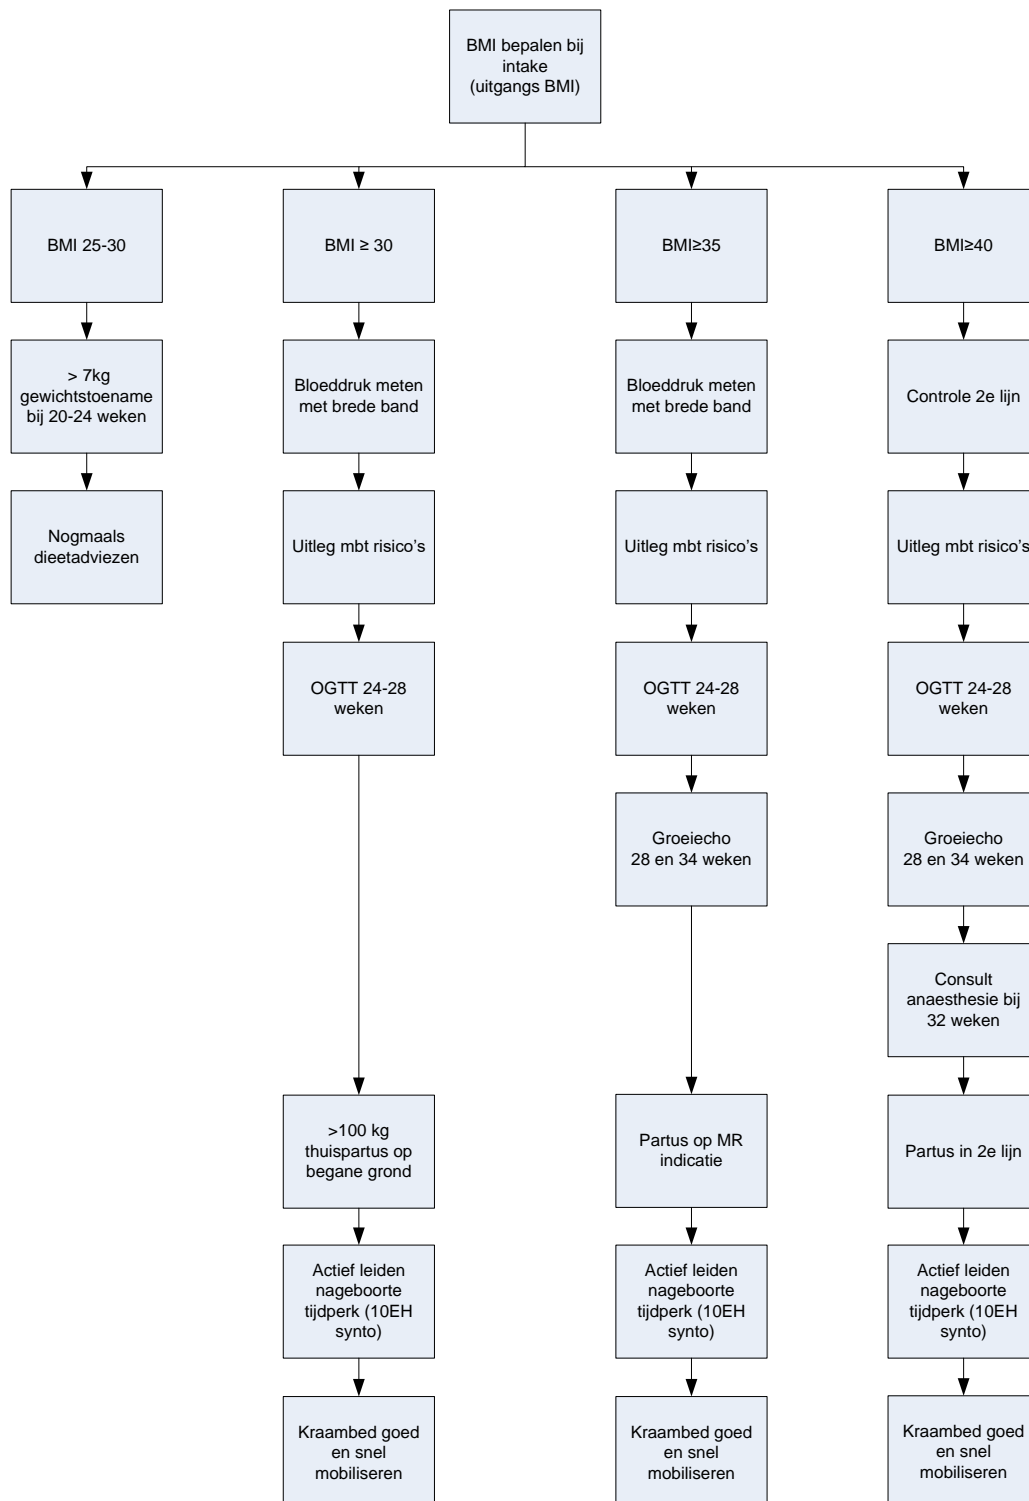 BMI bepalen bij
intake
(uitgangs BMI)
BMI 25-30
BMI ≥ 30
BMI≥35
BMI≥40
> 7kg
gewichtstoename
bij 20-24 weken
Bloeddruk meten
met brede band
Bloeddruk meten
met brede band
Controle 2e lijn
Nogmaals
dieetadviezen
Uitleg mbt risico’s
Uitleg mbt risico’s
Uitleg mbt risico’s
OGTT 24-28
weken
OGTT 24-28
weken
OGTT 24-28
weken
Groeiecho
28 en 34 weken
Groeiecho
28 en 34 weken
Consult
anaesthesie bij
32 weken
>100 kg
thuispartus op
begane grond
Partus op MR
indicatie
Partus in 2e lijn
Actief leiden
nageboorte
tijdperk (10EH
synto)
Actief leiden
nageboorte
tijdperk (10EH
synto)
Actief leiden
nageboorte
tijdperk (10EH
synto)
Kraambed goed
en snel
mobiliseren
Kraambed goed
en snel
mobiliseren
Kraambed goed
en snel
mobiliseren